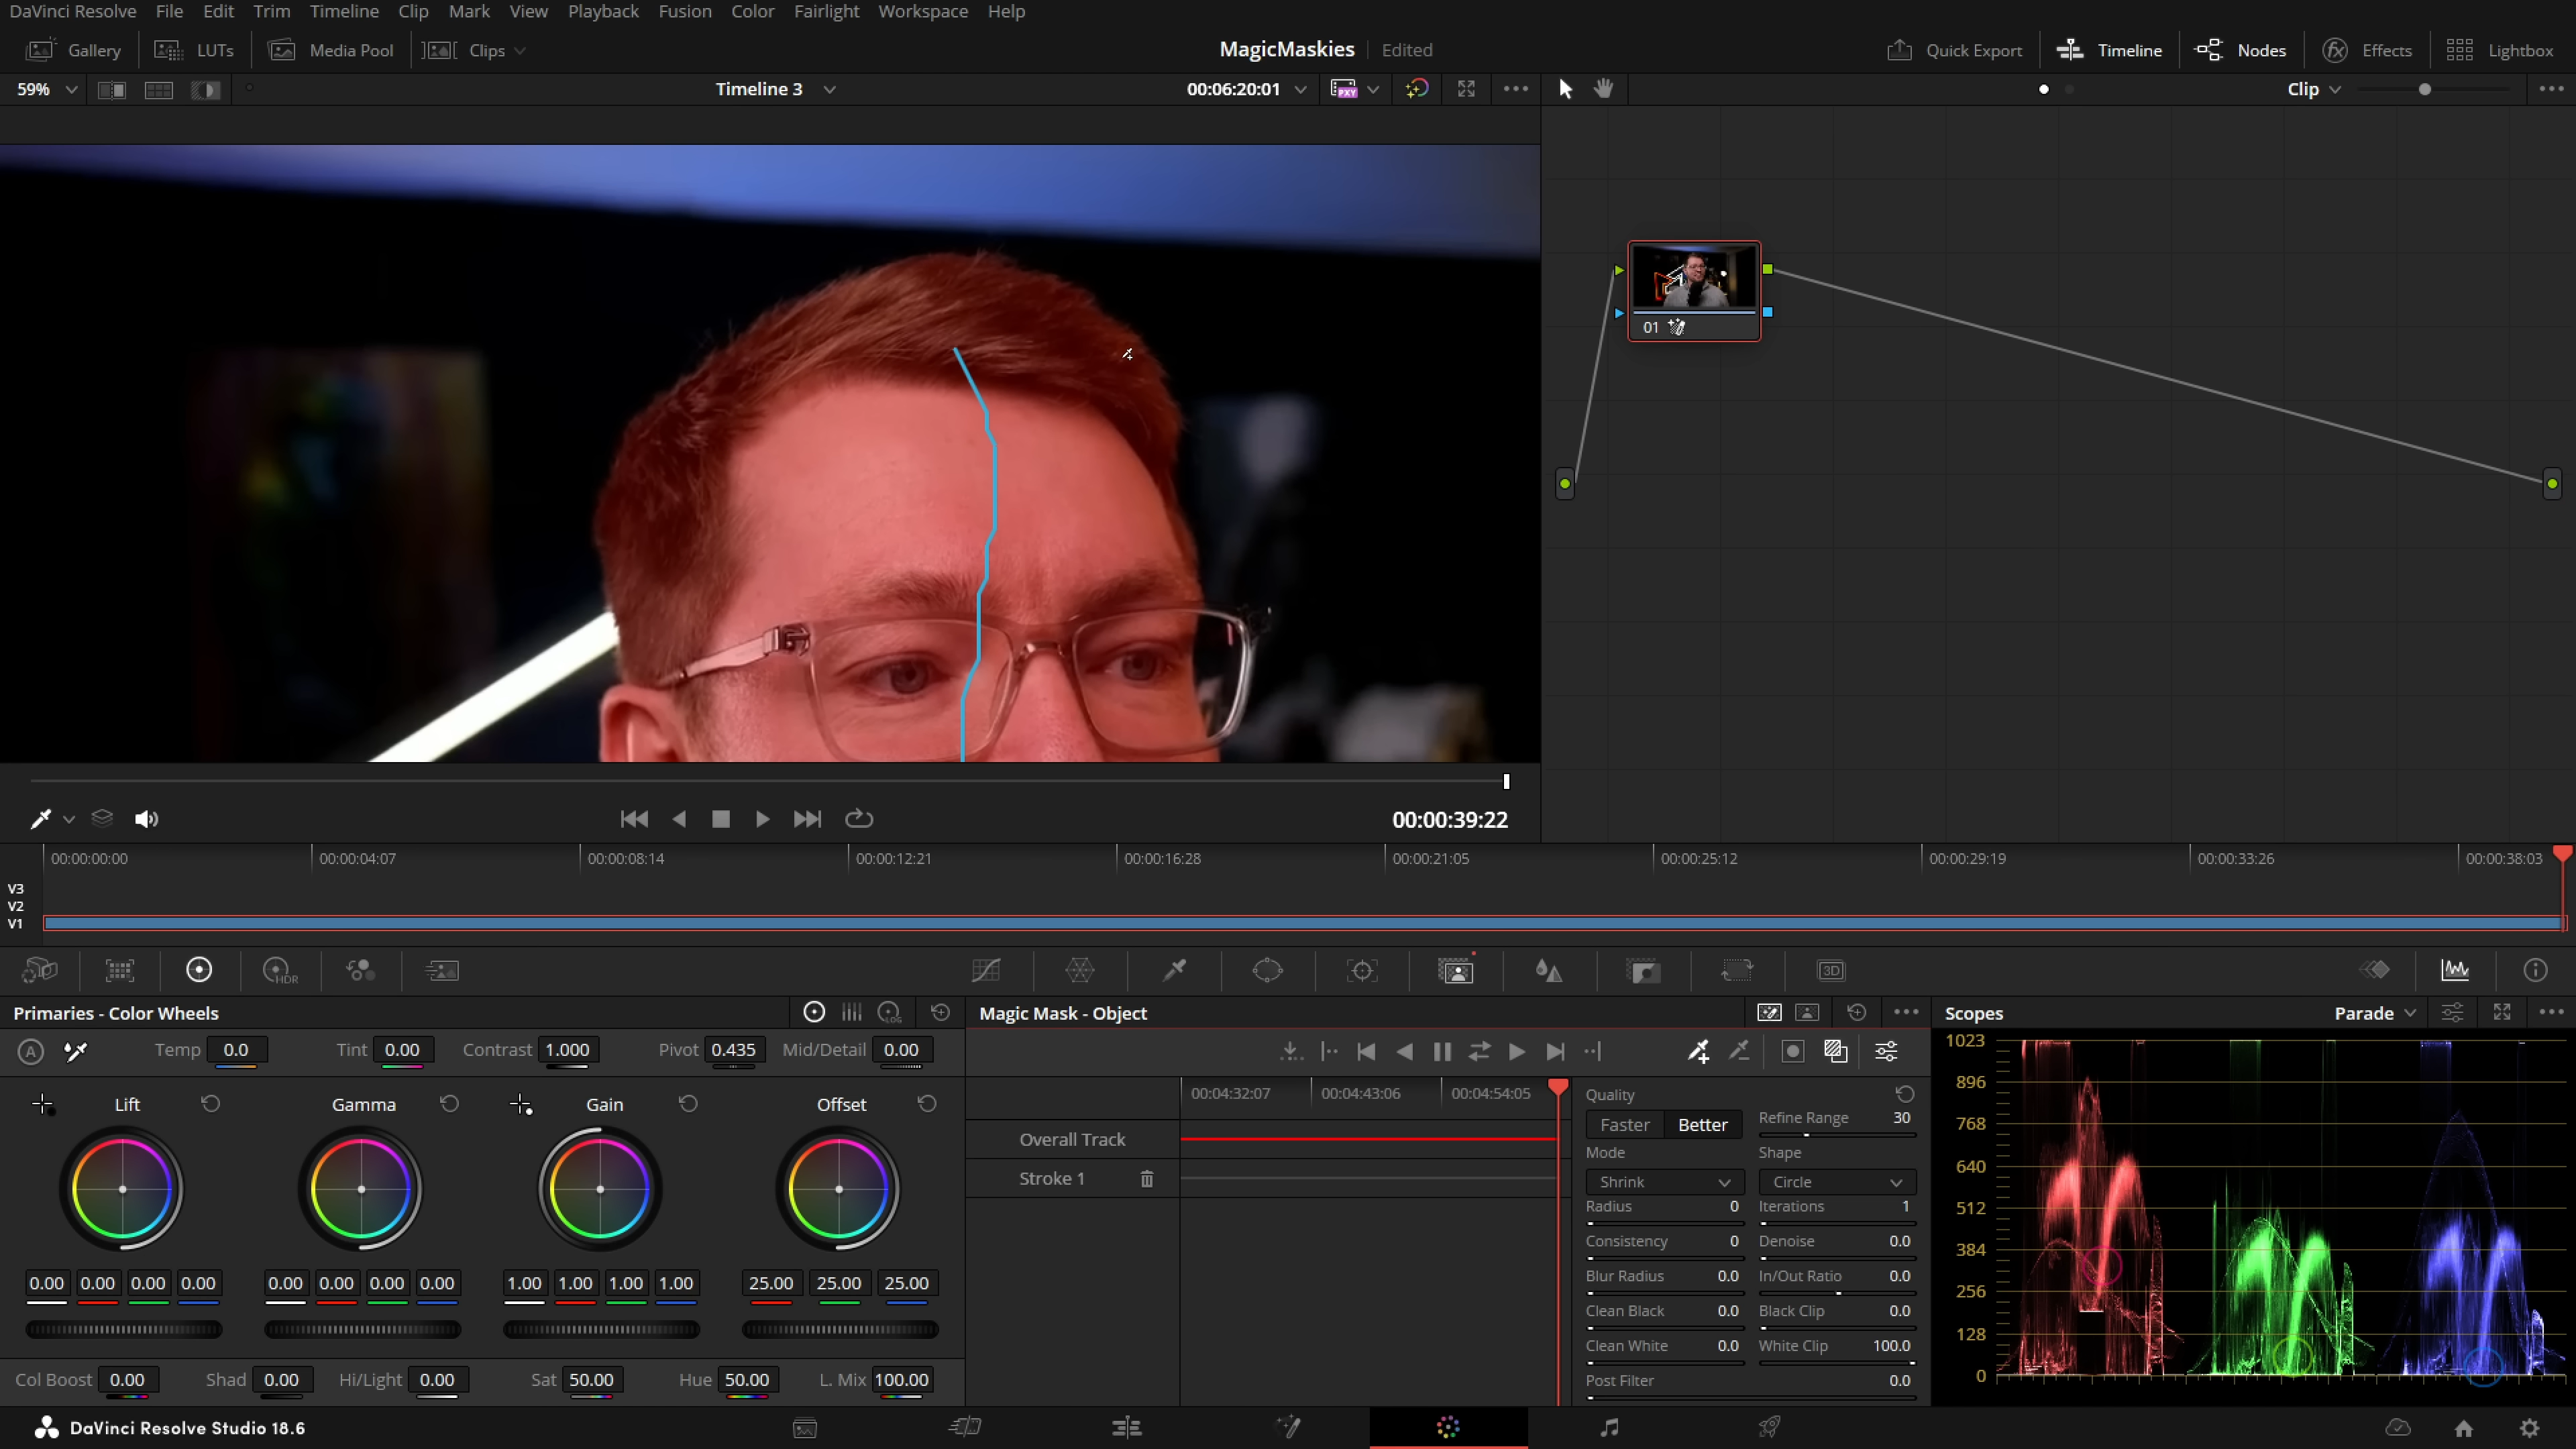 DaVinci Resolve File Edit Trim Timeline Clip Mark View Playback Fusion Color Fairlight Workspace Help
Gallery LUTs Media Pool Clips MagicMaskies Edited Quick Export Timeline Nodes Effects Lightbox
59% Timeline 3 00:06:20:01 PXY Clip
01
00:00:39:22
00:00:00:00 00:00:04:07 00:00:08:14 00:00:12:21 00:00:16:28 00:00:21:05 00:00:25:12 00:00:29:19 00:00:33:26 00:00:38:03
V3
V2
V1
HDR 3D
Primaries - Color Wheels LOG Magic Mask - Object Scopes Parade
A Temp 0.0 Tint 0.00 Contrast 1.000 Pivot 0.435 Mid/Detail 0.00
Lift Gamma Gain Offset
0.00 0.00 0.00 0.00 0.00 0.00 0.00 0.00 1.00 1.00 1.00 1.00 25.00 25.00 25.00
Col Boost 0.00 Shad 0.00 Hi/Light 0.00 Sat 50.00 Hue 50.00 L. Mix 100.00
00:04:32:07 00:04:43:06 00:04:54:05
Overall Track
Stroke 1
Quality
Faster Better Refine Range 30
Mode Shape
Shrink Circle
Radius 0 Iterations 1
Consistency 0 Denoise 0.0
Blur Radius 0.0 In/Out Ratio 0.0
Clean Black 0.0 Black Clip 0.0
Clean White 0.0 White Clip 100.0
Post Filter 0.0
1023
896
768
640
512
384
256
128
0
DaVinci Resolve Studio 18.6